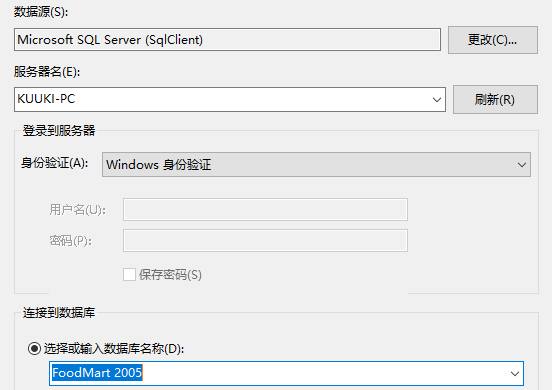 数据源(S):
Microsoft SQL Server (SqlClient)
更改(C)...
服务器名(E):
KUUKI-PC
刷新(R)
登录到服务器
身份验证(A):
Windows 身份验证
用户名(U):
密码(P):
保存密码(S)
连接到数据库
选择或输入数据库名称(D):
FoodMart 2005